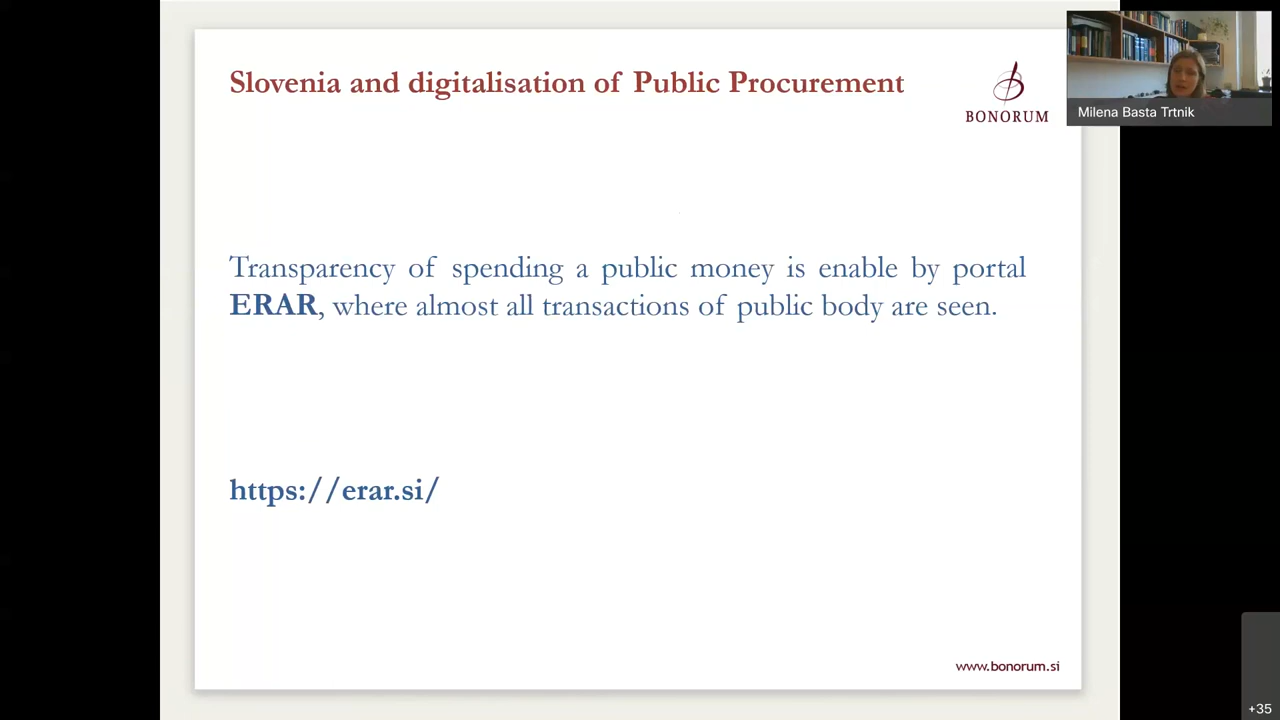 Slovenia and digitalisation of Public Procurement
BONORUM
Milena Basta Trtnik
Transparency of spending a public money is enable by portal
ERAR, where almost all transactions of public body are seen.
https://erar.si/
www.bonorum.si
+35